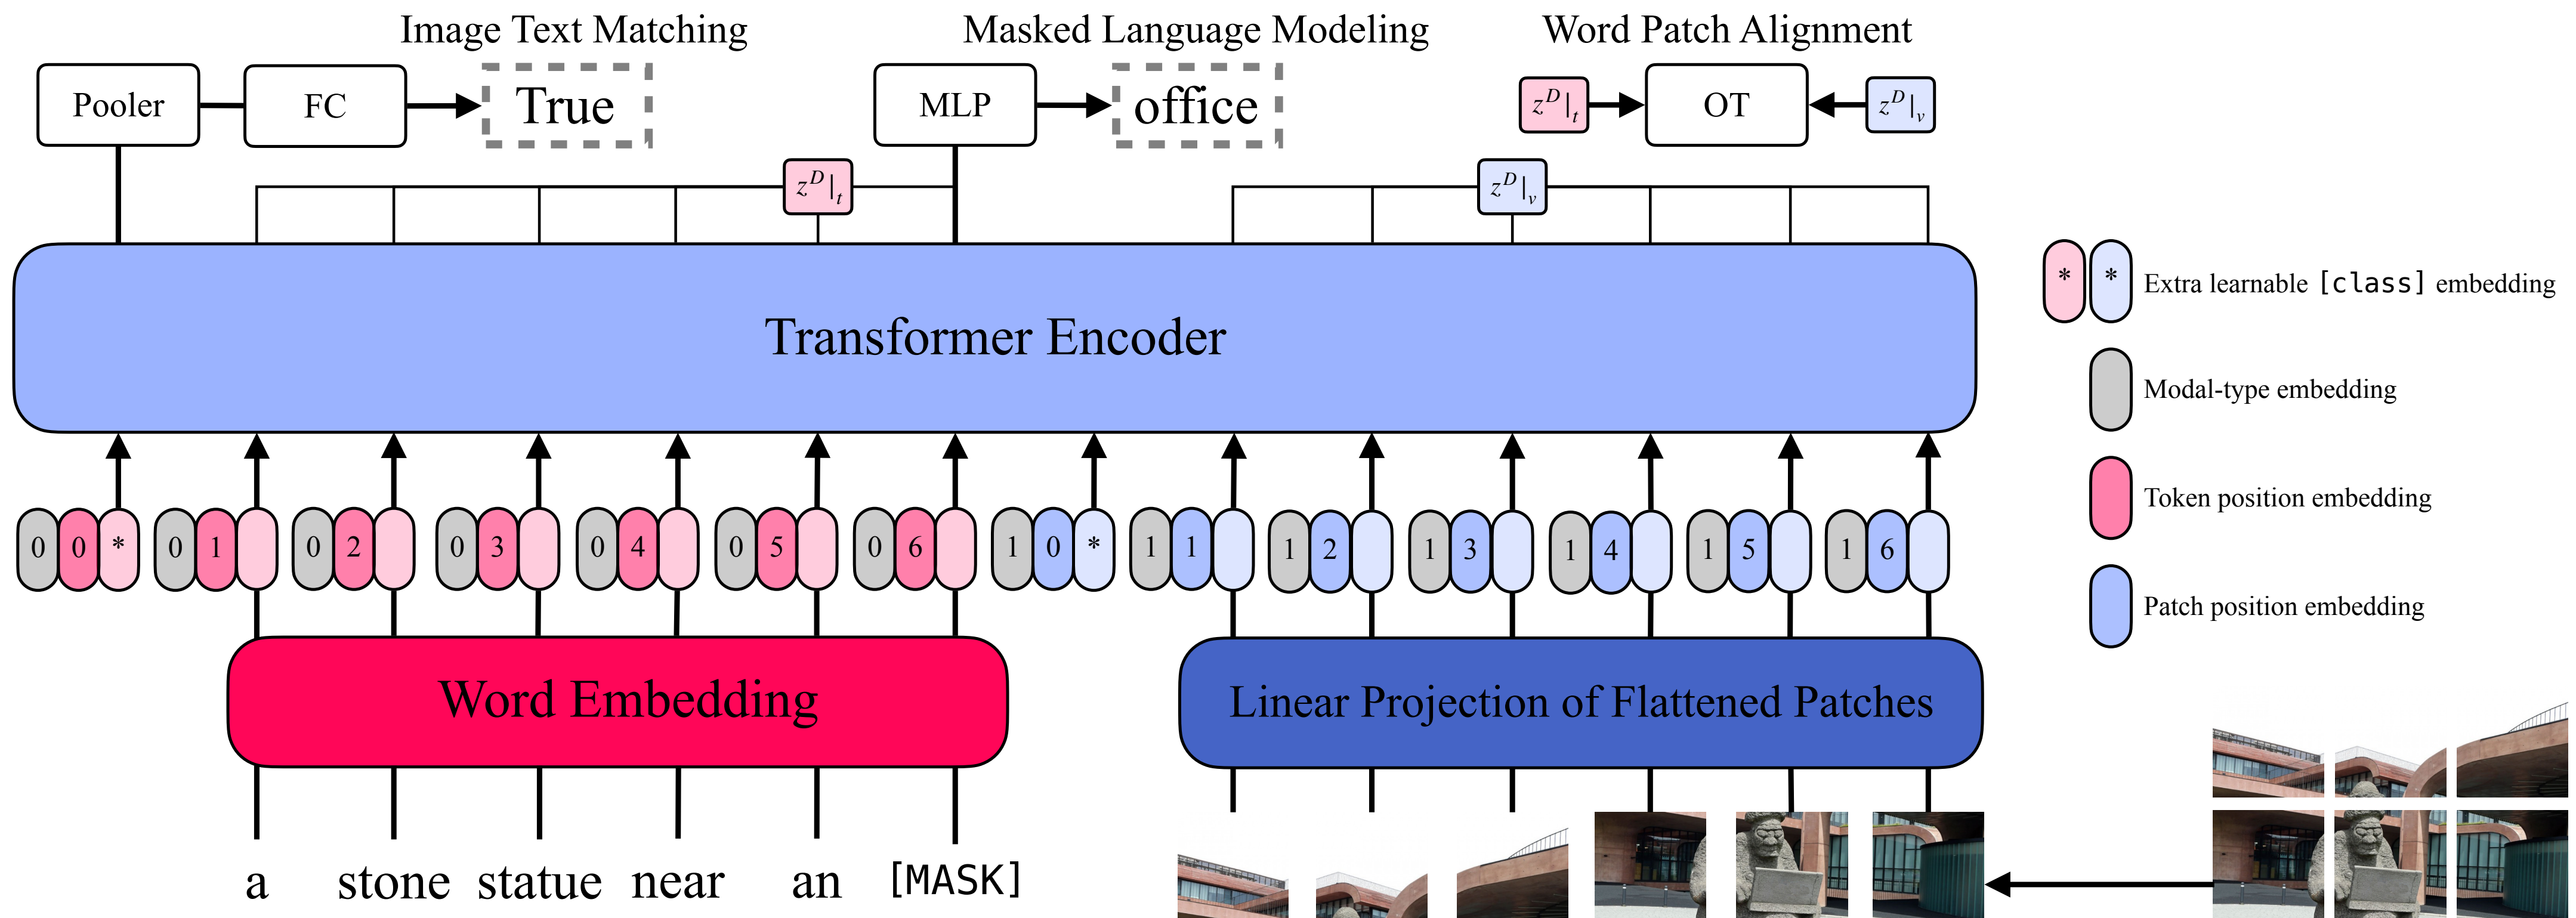 Image Text Matching
Masked Language Modeling
Word Patch Alignment
Pooler
FC
True
MLP
office
z^D|_t
OT
z^D|_v
z^D|_t
z^D|_v
Transformer Encoder
* * Extra learnable [class] embedding
Modal-type embedding
Token position embedding
Patch position embedding
0 0 * 0 1 0 2 0 3 0 4 0 5 0 6 1 0 * 1 1 1 2 1 3 1 4 1 5 1 6
Word Embedding
Linear Projection of Flattened Patches
a stone statue near an [MASK]